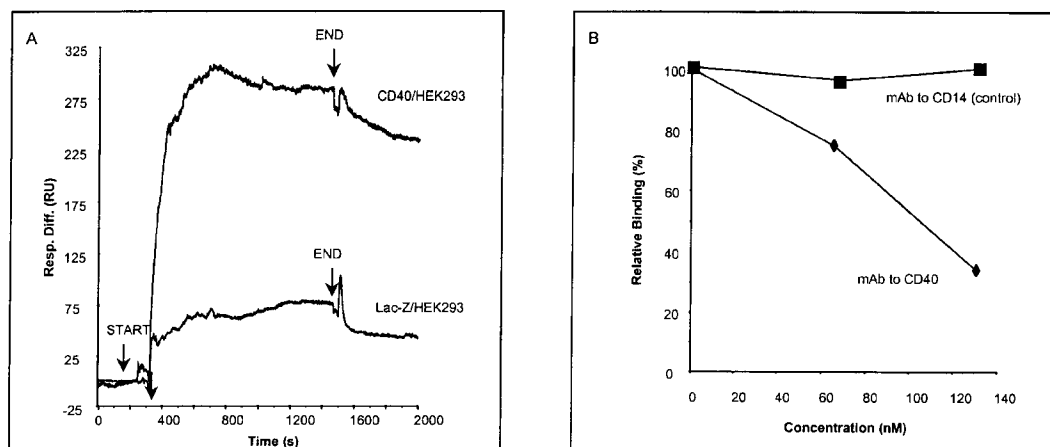 A
325
275
225
175
125
75
25
-25
Resp. Diff. (RU)
END
CD40/HEK293
END
Lac-Z/HEK293
START
0 400 800 1200 1600 2000
Time (s)
B
100
80
60
40
20
0
Relative Binding (%)
mAb to CD14 (control)
mAb to CD40
0 20 40 60 80 100 120 140
Concentration (nM)